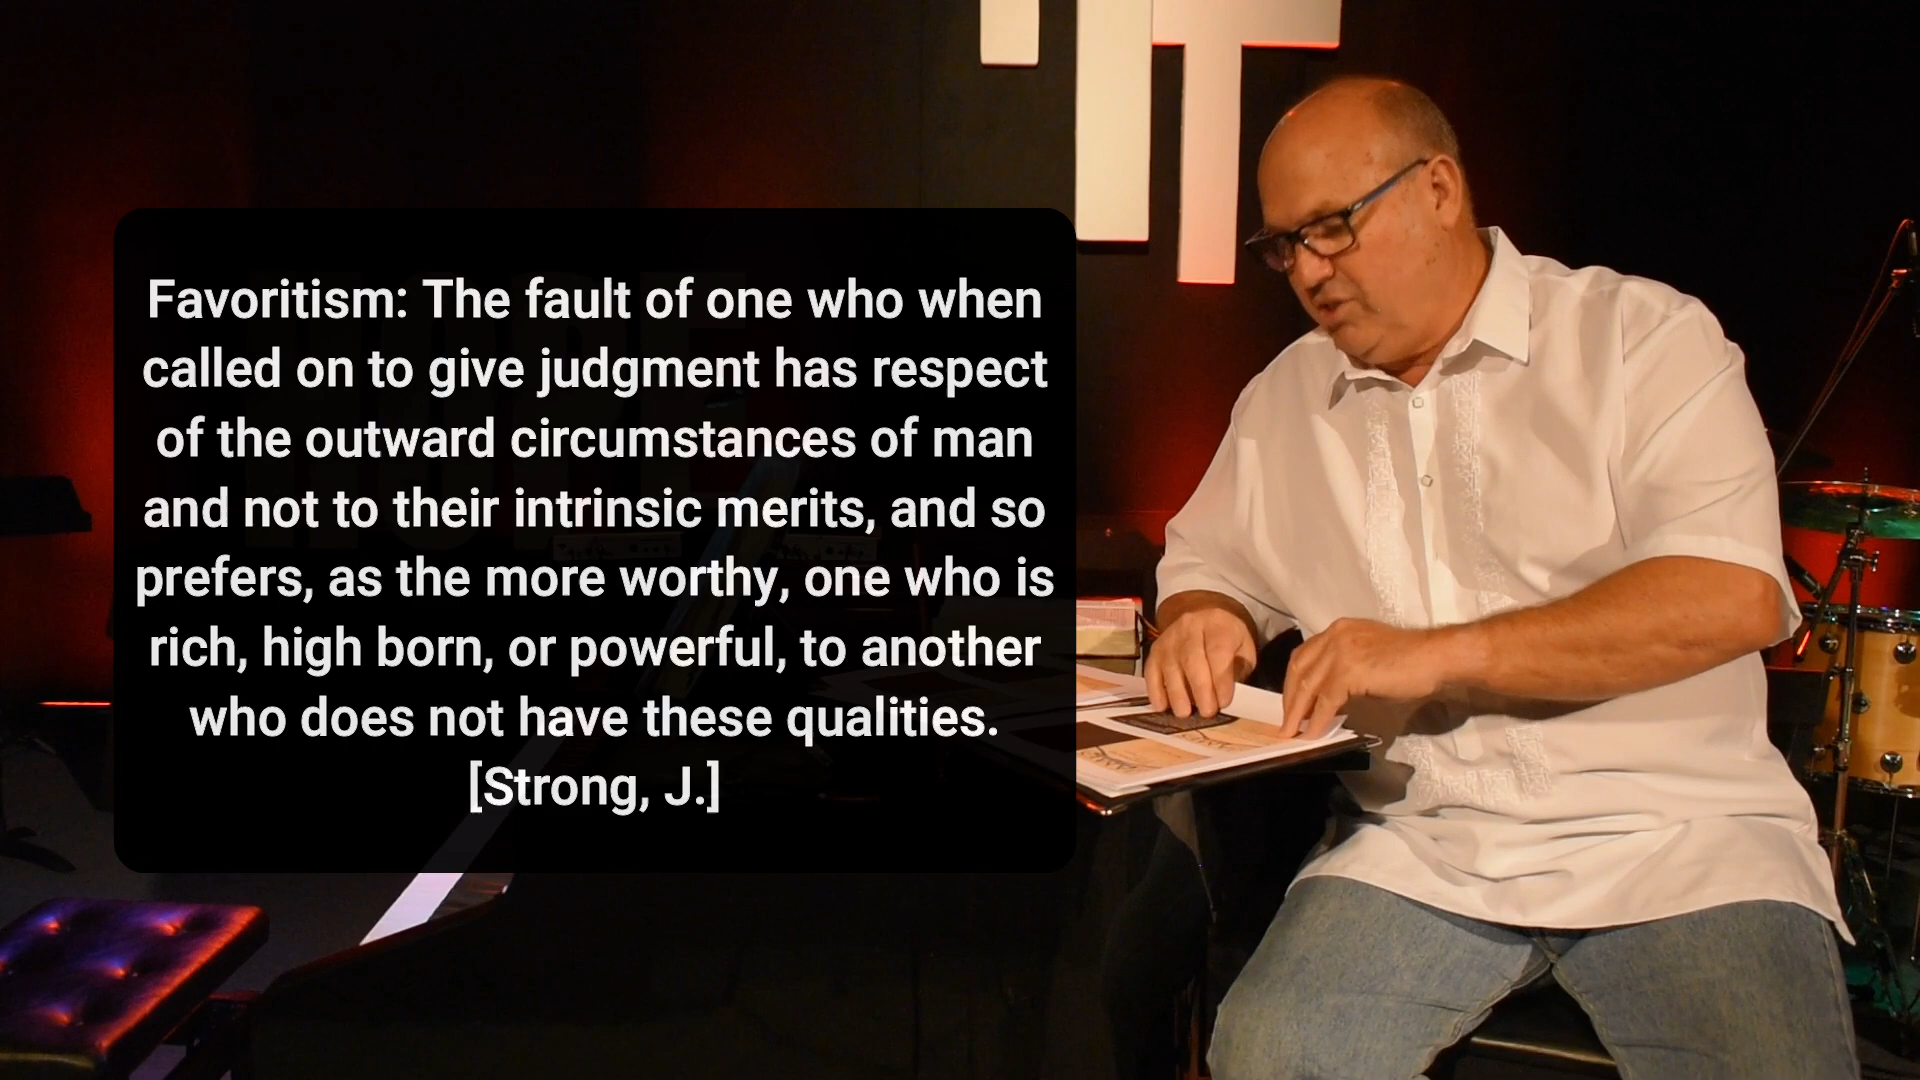 IT
Favoritism: The fault of one who when
called on to give judgment has respect
of the outward circumstances of man
and not to their intrinsic merits, and so
prefers, as the more worthy, one who is
rich, high born, or powerful, to another
who does not have these qualities.
[Strong, J.]